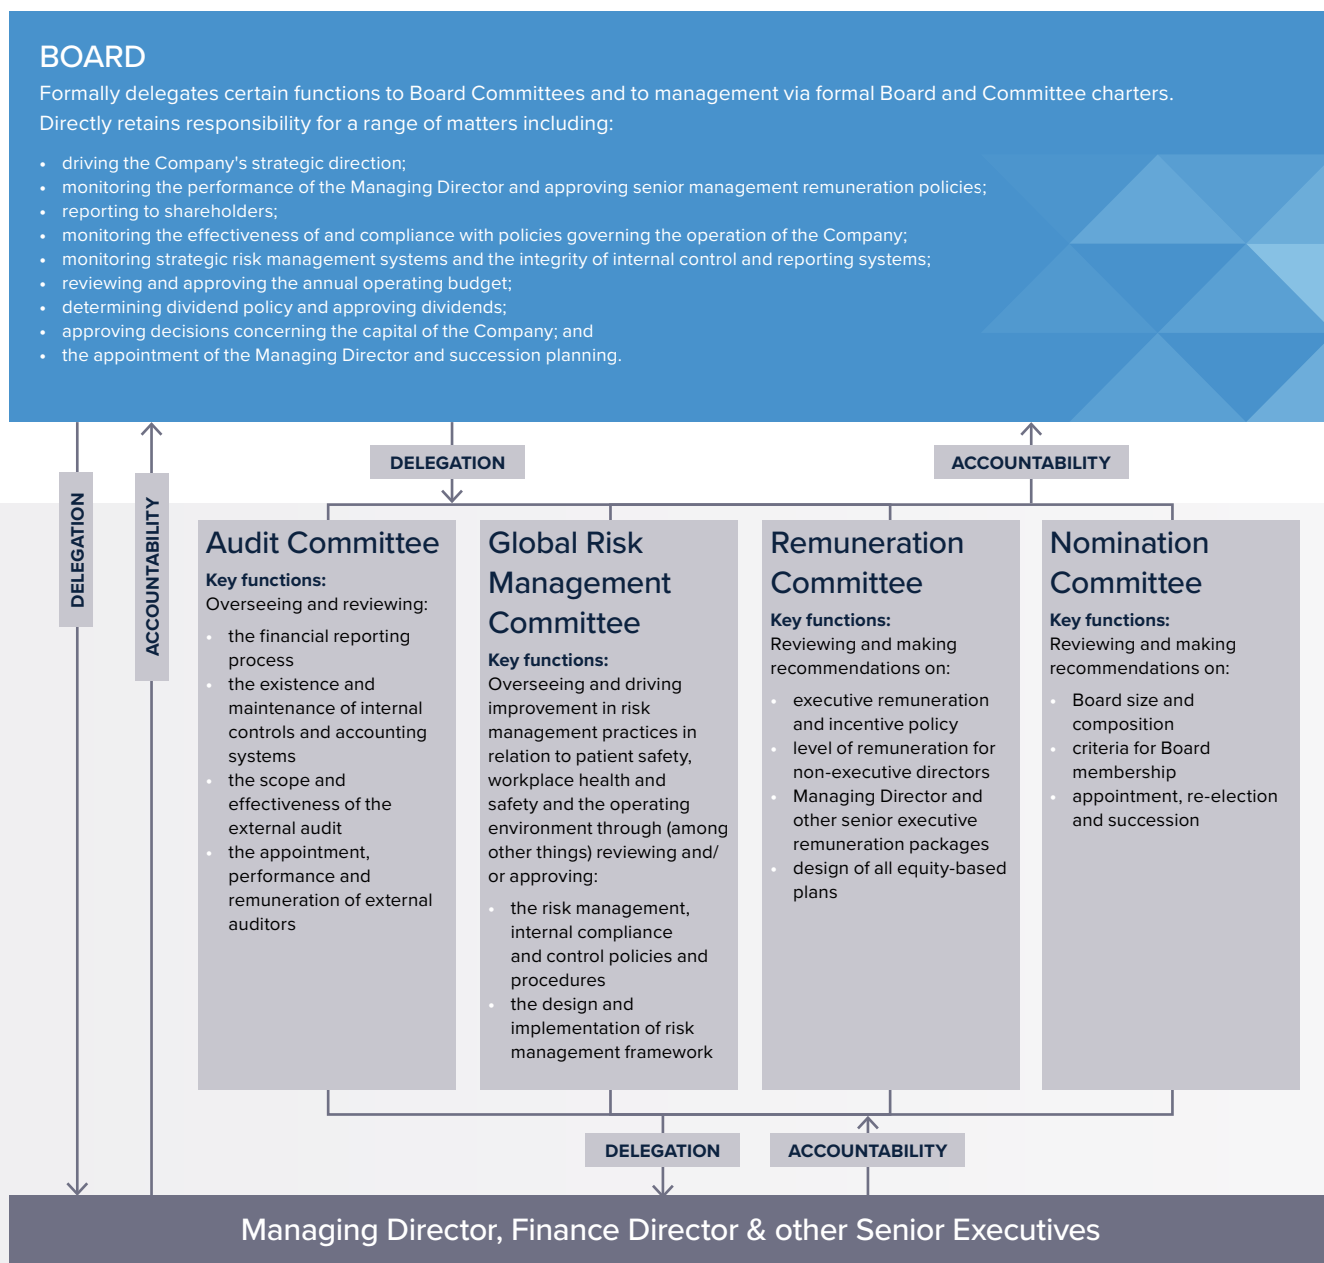 BOARD
Formally delegates certain functions to Board Committees and to management via formal Board and Committee charters.
Directly retains responsibility for a range of matters including:
• driving the Company's strategic direction;
• monitoring the performance of the Managing Director and approving senior management remuneration policies;
• reporting to shareholders;
• monitoring the effectiveness of and compliance with policies governing the operation of the Company;
• monitoring strategic risk management systems and the integrity of internal control and reporting systems;
• reviewing and approving the annual operating budget;
• determining dividend policy and approving dividends;
• approving decisions concerning the capital of the Company; and
• the appointment of the Managing Director and succession planning.
DELEGATION
ACCOUNTABILITY
DELEGATION
ACCOUNTABILITY
Audit Committee
Key functions:
Overseeing and reviewing:
• the financial reporting
process
• the existence and
maintenance of internal
controls and accounting
systems
• the scope and
effectiveness of the
external audit
• the appointment,
performance and
remuneration of external
auditors
Global Risk
Management
Committee
Key functions:
Overseeing and driving
improvement in risk
management practices in
relation to patient safety,
workplace health and
safety and the operating
environment through (among
other things) reviewing and/
or approving:
• the risk management,
internal compliance
and control policies and
procedures
• the design and
implementation of risk
management framework
Remuneration
Committee
Key functions:
Reviewing and making
recommendations on:
• executive remuneration
and incentive policy
• level of remuneration for
non-executive directors
• Managing Director and
other senior executive
remuneration packages
• design of all equity-based
plans
Nomination
Committee
Key functions:
Reviewing and making
recommendations on:
• Board size and
composition
• criteria for Board
membership
• appointment, re-election
and succession
DELEGATION
ACCOUNTABILITY
Managing Director, Finance Director & other Senior Executives